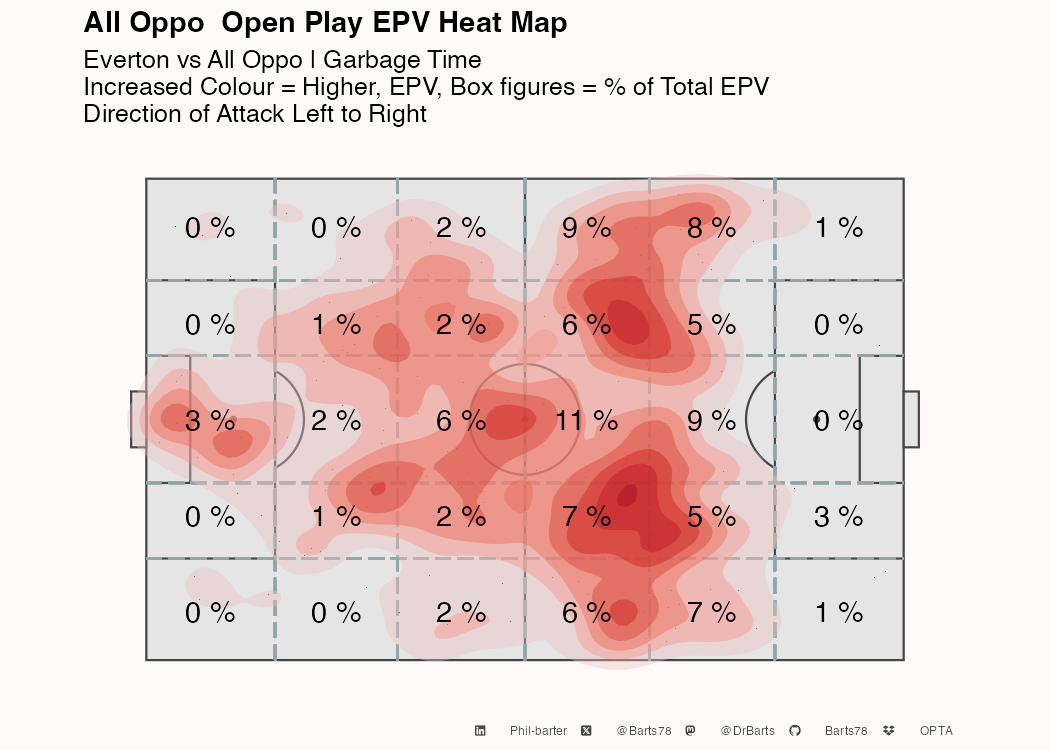 All Oppo  Open Play EPV Heat Map
Everton vs All Oppo | Garbage Time
Increased Colour = Higher, EPV, Box figures = % of Total EPV
Direction of Attack Left to Right
0 % 0 % 2 % 9 % 8 % 1 %
0 % 1 % 2 % 6 % 5 % 0 %
3 % 2 % 6 % 11 % 9 % 0 %
0 % 1 % 2 % 7 % 5 % 3 %
0 % 0 % 2 % 6 % 7 % 1 %
Phil-barter @Barts78 @DrBarts Barts78 OPTA